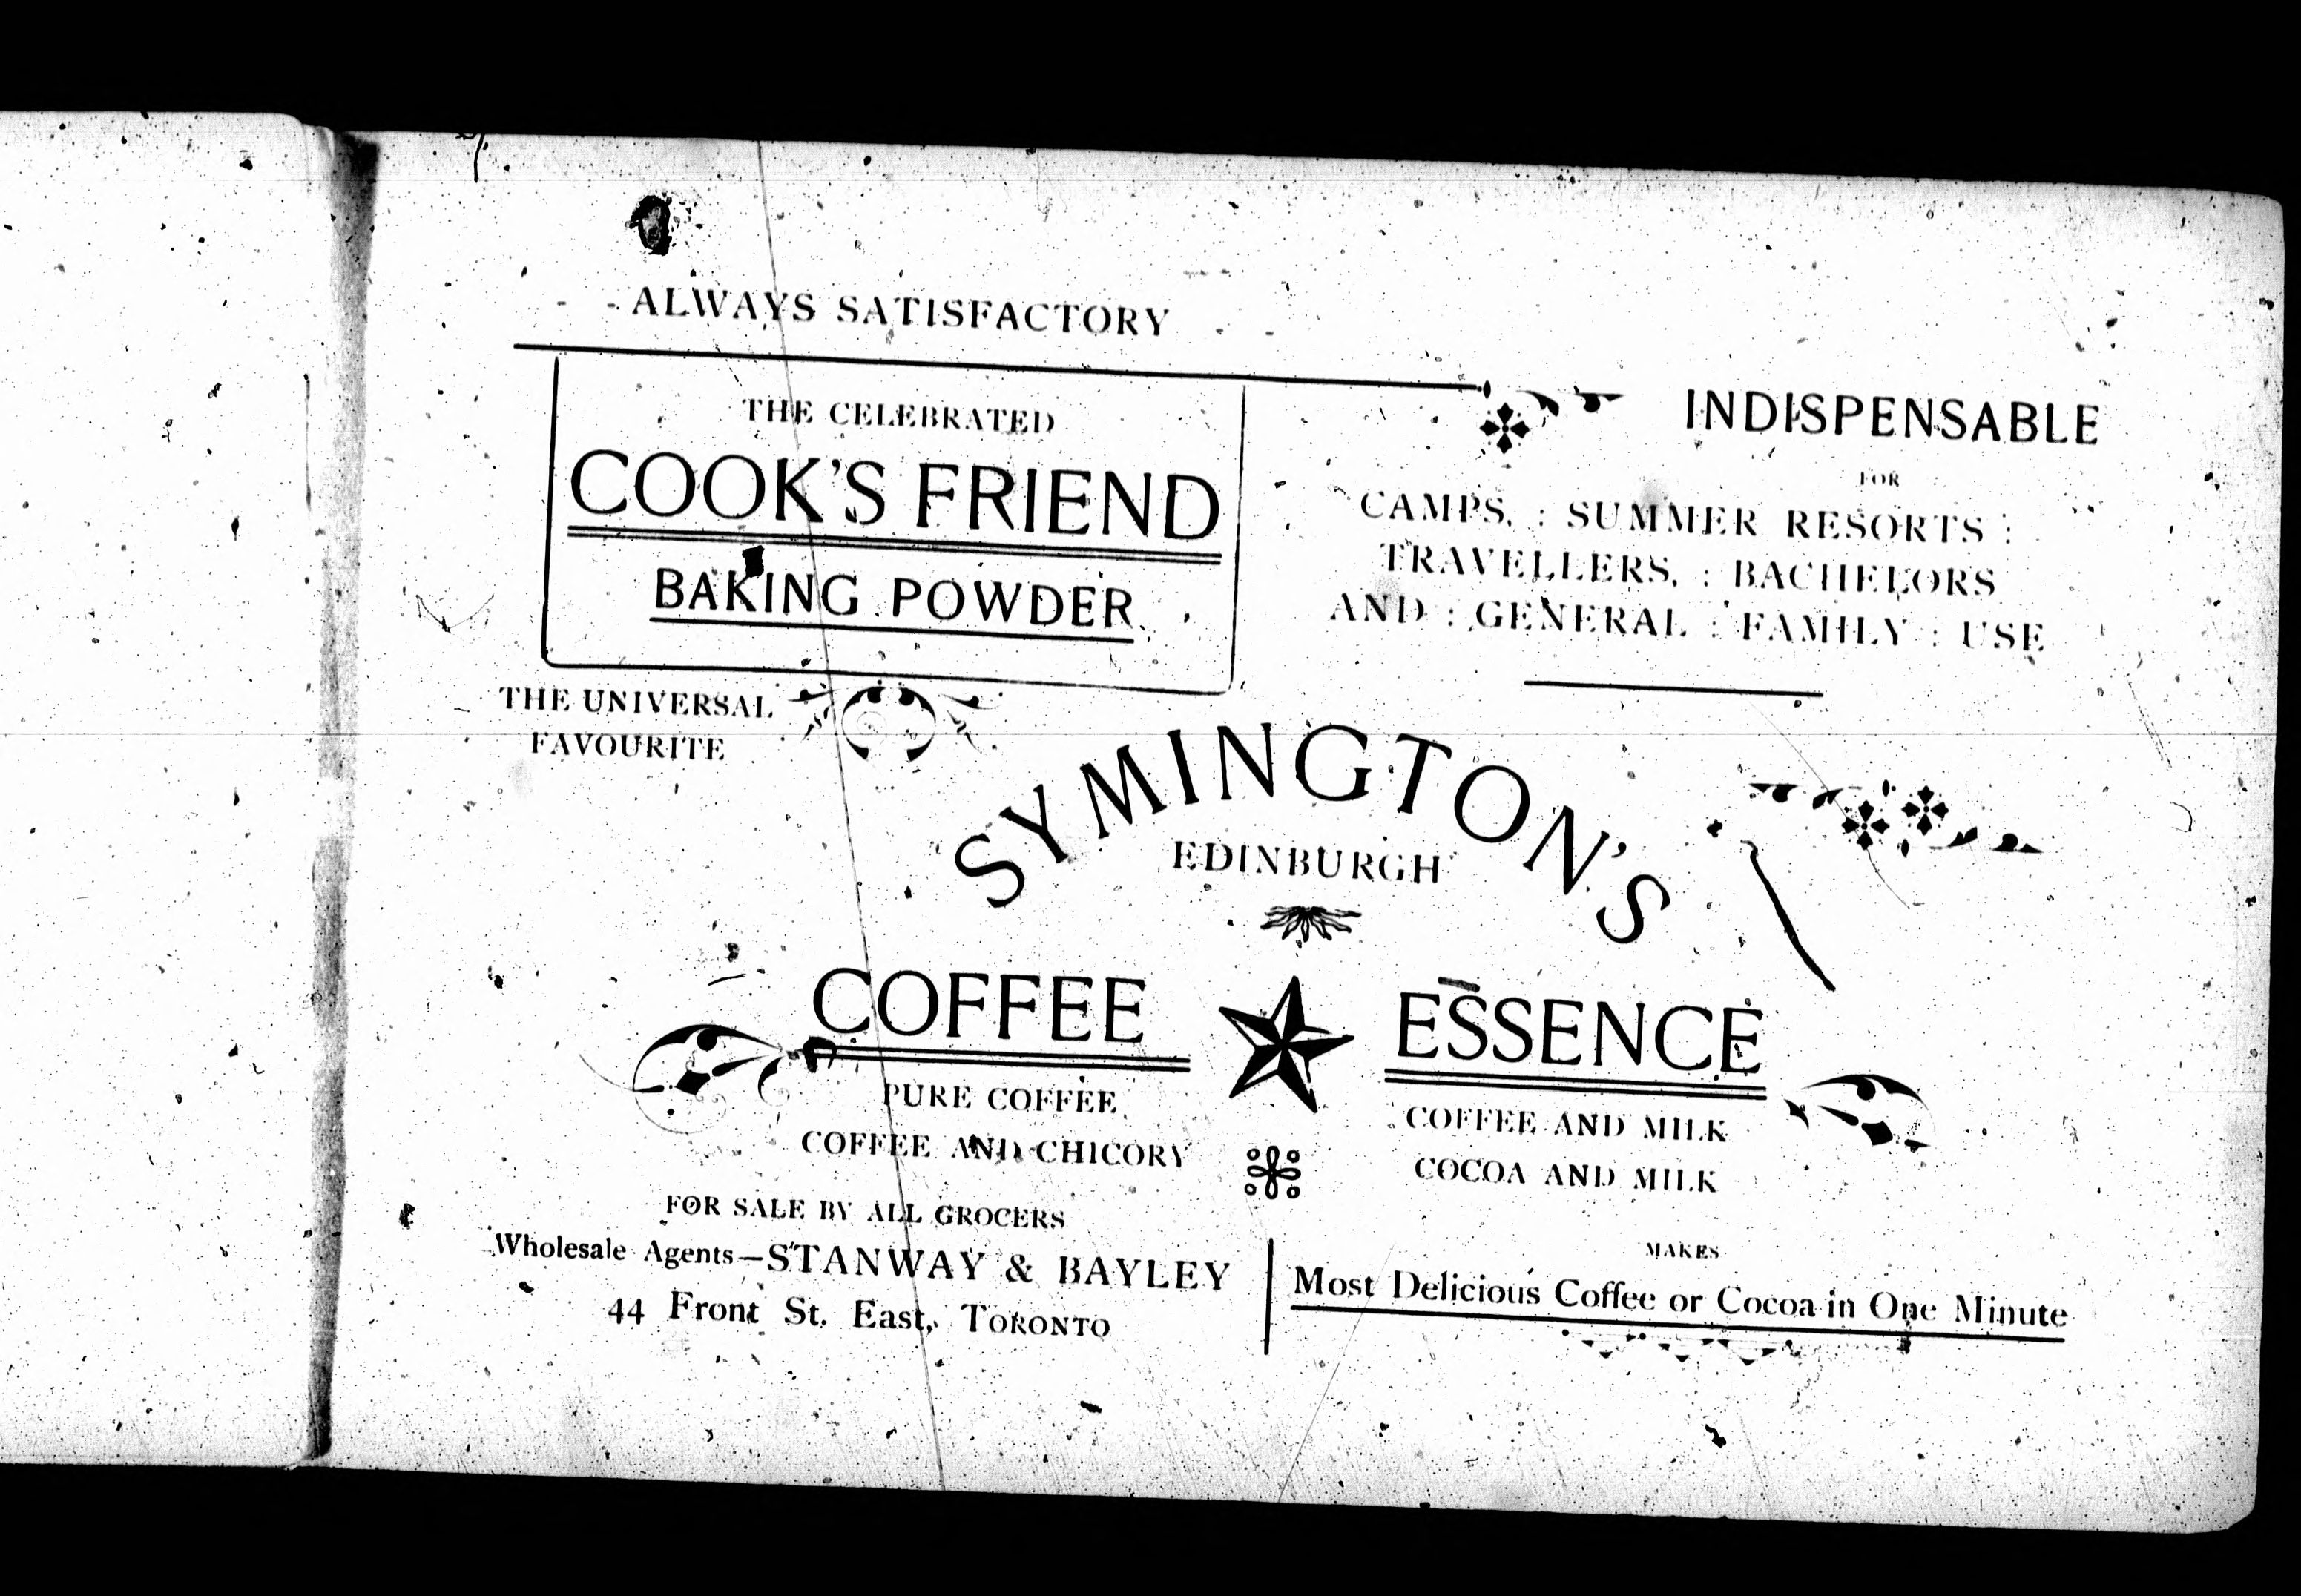 - - ALWAYS SATISFACTORY - -
THE CELEBRATED
COOK'S FRIEND
BAKING POWDER
THE UNIVERSAL
FAVOURITE
INDISPENSABLE
FOR
CAMPS, : SUMMER RESORTS :
TRAVELLERS, : BACHELORS
AND : GENERAL : FAMILY : USE
SYMINGTON'S
EDINBURGH
COFFEE ESSENCE
PURE COFFEE
COFFEE AND CHICORY
COFFEE AND MILK
COCOA AND MILK
FOR SALE BY ALL GROCERS
Wholesale Agents—STANWAY & BAYLEY
44 Front St. East, TORONTO
MAKES
Most Delicious Coffee or Cocoa in One Minute